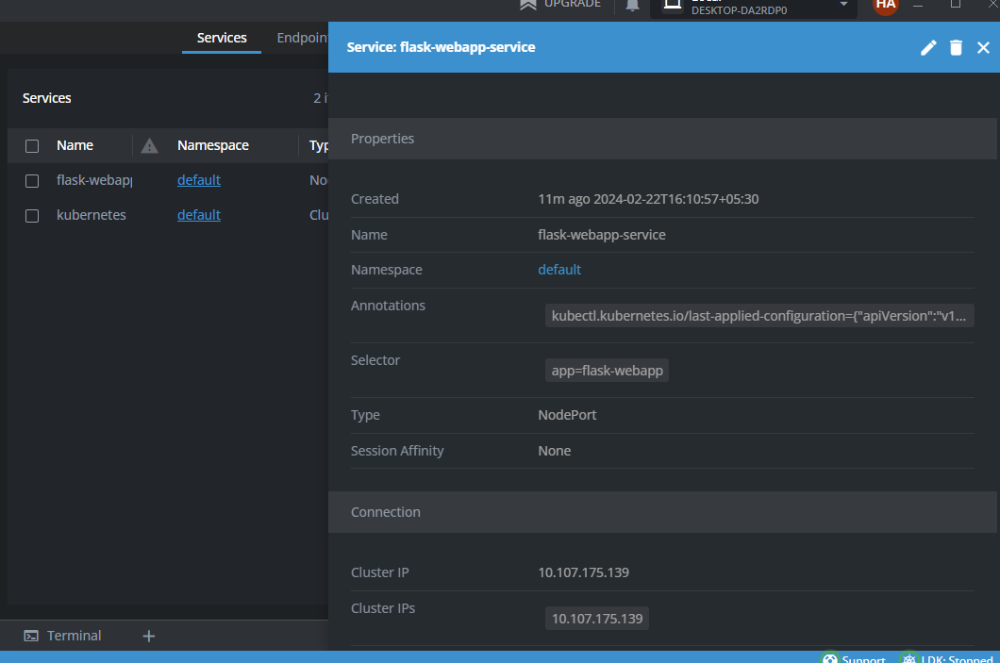 UPGRADE
DESKTOP-DA2RDP0
HA
Services
Endpoin
Service: flask-webapp-service
Services
2 i
Name
Namespace
Typ
flask-webap
default
No
kubernetes
default
Clu
Properties
Created
11m ago 2024-02-22T16:10:57+05:30
Name
flask-webapp-service
Namespace
default
Annotations
kubectl.kubernetes.io/last-applied-configuration={"apiVersion":"v1...
Selector
app=flask-webapp
Type
NodePort
Session Affinity
None
Connection
Cluster IP
10.107.175.139
Cluster IPs
10.107.175.139
Terminal
Support
LDK: Stopped